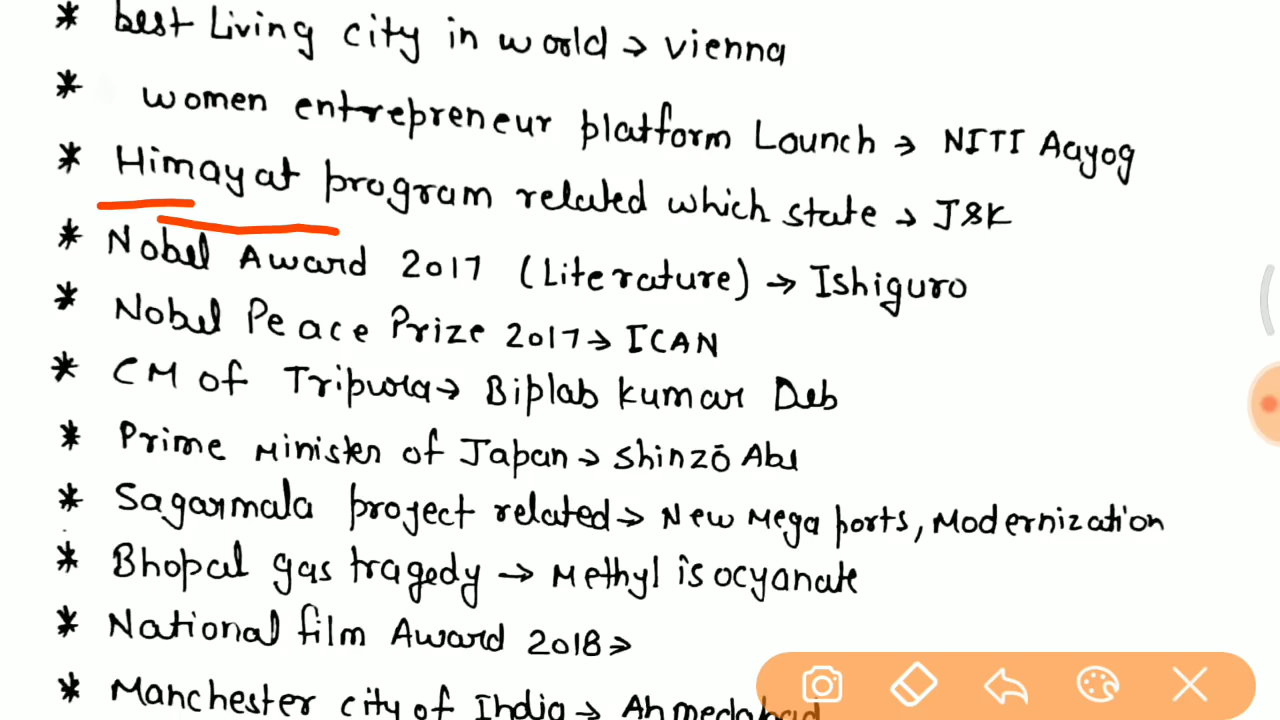 * best Living city in world → vienna
* women entrepreneur platform Launch → NITI Aayog
* Himayat program related which state → J&K
* Nobel Award 2017 (Literature) → Ishiguro
* Nobel Peace Prize 2017 → ICAN
* CM of Tripura → Biplab kumar Deb
* Prime Minister of Japan → Shinzō Abe
* Sagarmala project related → New Mega ports, Modernization
* Bhopal gas tragedy → Methyl isocyanate
* National film Award 2018 →
* Manchester city of India → Ahmedabad